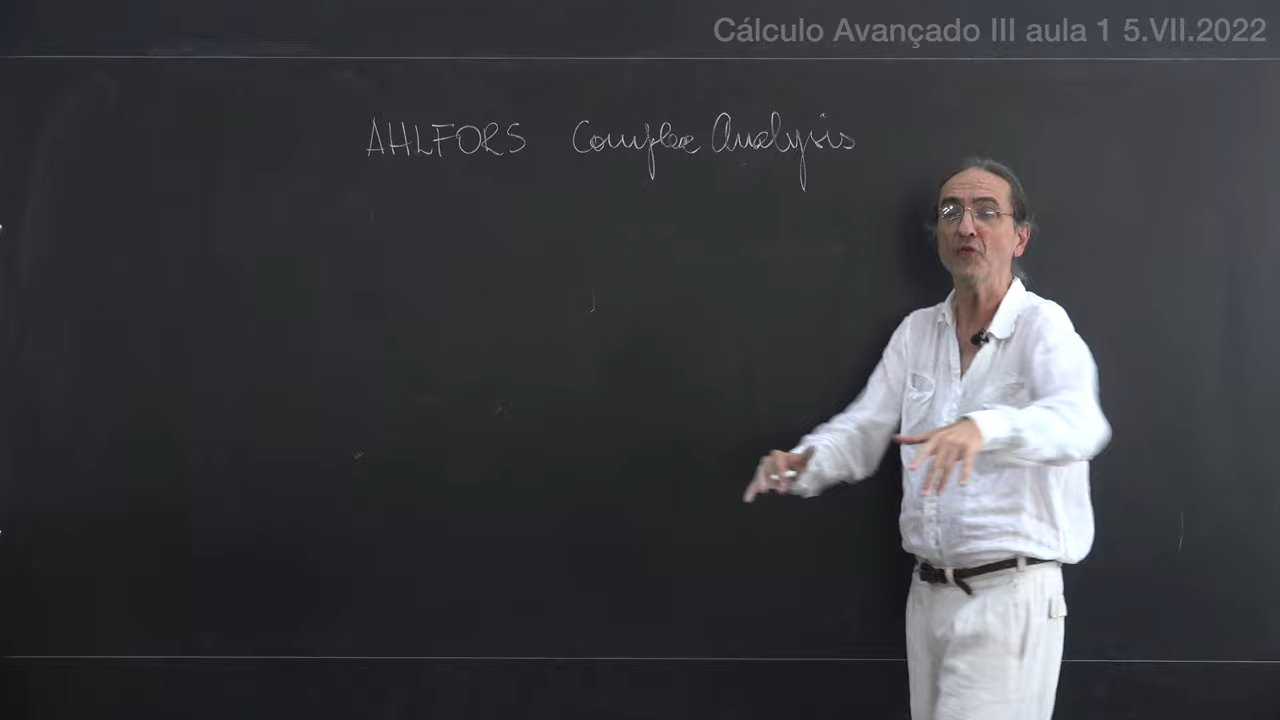 Cálculo Avançado III aula 1 5.VII.2022
AHLFORS Complex Analysis